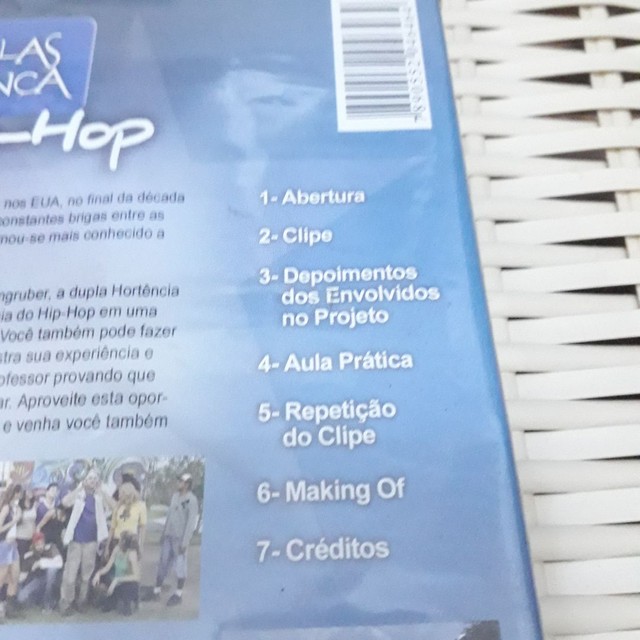 LAS
NCA
-Hop
nos EUA, no final da década
constantes brigas entre as
nou-se mais conhecido a
ngruber, a dupla Hortência
ia do Hip-Hop em uma
Você também pode fazer
stra sua experiência e
ofessor provando que
ar. Aproveite esta opor-
e venha você também
1- Abertura
2- Clipe
3- Depoimentos
dos Envolvidos
no Projeto
4- Aula Prática
5- Repetição
do Clipe
6- Making Of
7- Créditos